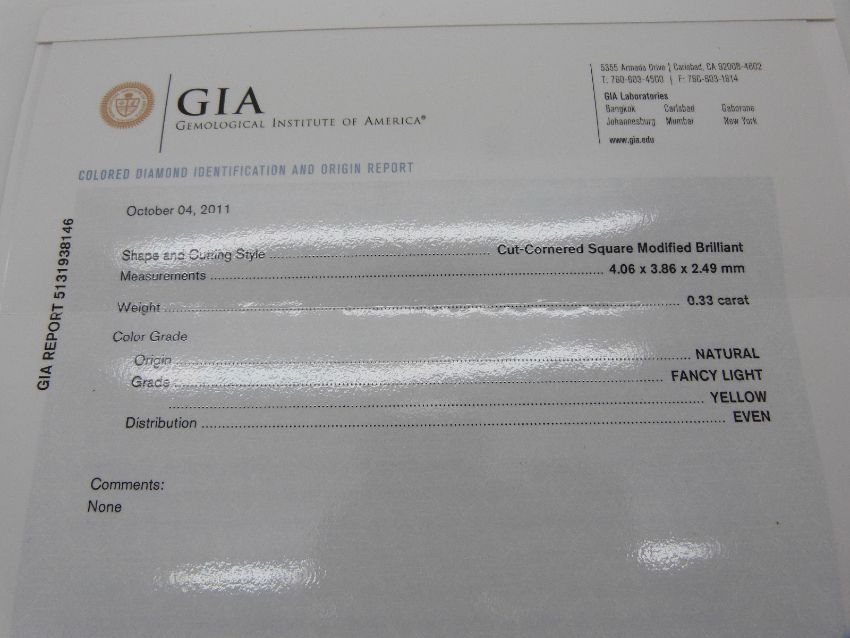 5355 Armada Drive | Carlsbad, CA 92008-4602
T: 760-603-4500 | F: 760-603-1814
GIA Laboratories
Bangkok Carlsbad Gaborone
Johannesburg Mumbai New York
www.gia.edu
GIA
GEMOLOGICAL INSTITUTE OF AMERICA®
COLORED DIAMOND IDENTIFICATION AND ORIGIN REPORT
GIA REPORT 5131938146
October 04, 2011
Shape and Cutting Style Cut-Cornered Square Modified Brilliant
Measurements 4.06 x 3.86 x 2.49 mm
Weight 0.33 carat
Color Grade
Origin NATURAL
Grade FANCY LIGHT
YELLOW
Distribution EVEN
Comments:
None